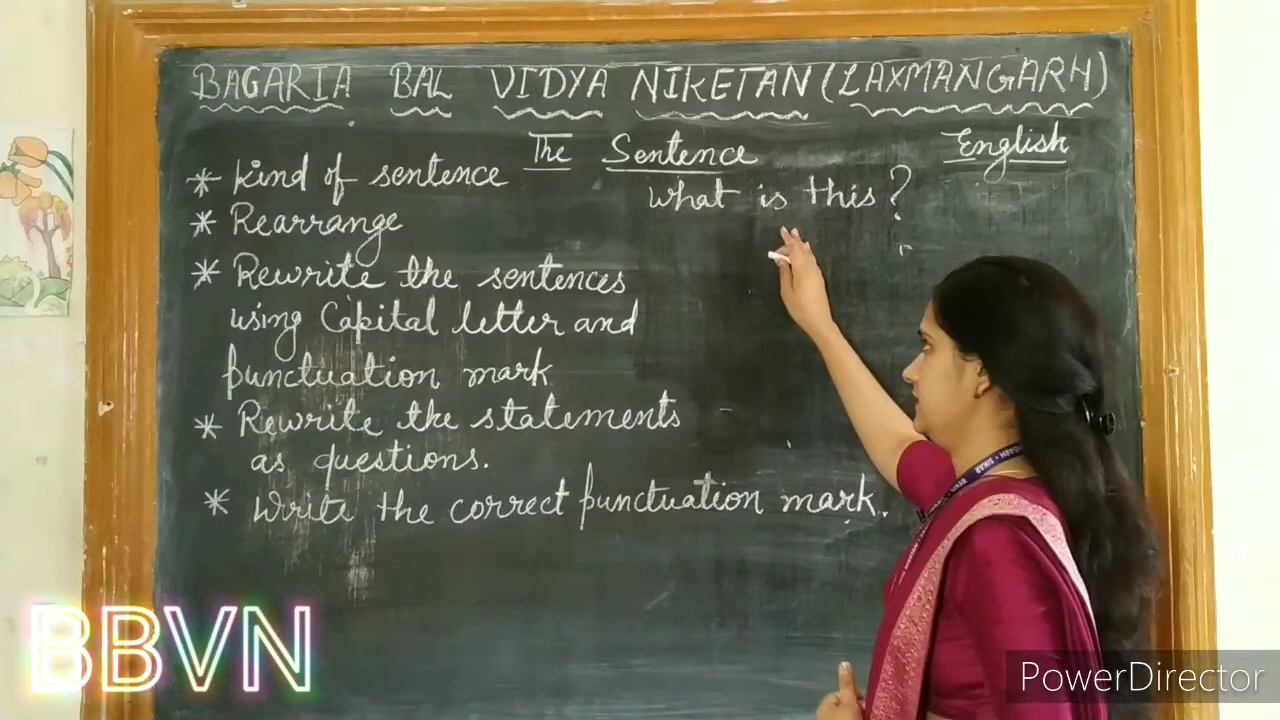 BAGARIA BAL VIDYA NIKETAN (LAXMANGARH)
The Sentence
English
* Kind of sentence
What is this?
* Rearrange
* Rewrite the sentences
using Capital letter and
punctuation mark
* Rewrite the statements
as questions.
* Write the correct punctuation mark.
BBVN
PowerDirector